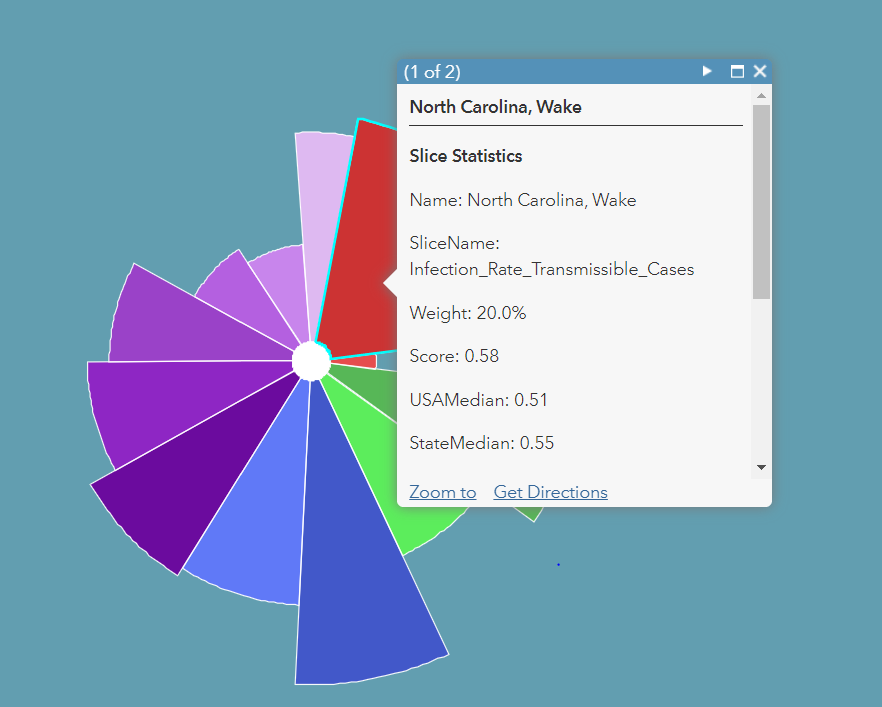 (1 of 2)
North Carolina, Wake
Slice Statistics
Name: North Carolina, Wake
SliceName:
Infection_Rate_Transmissible_Cases
Weight: 20.0%
Score: 0.58
USAMedian: 0.51
StateMedian: 0.55
Zoom to Get Directions